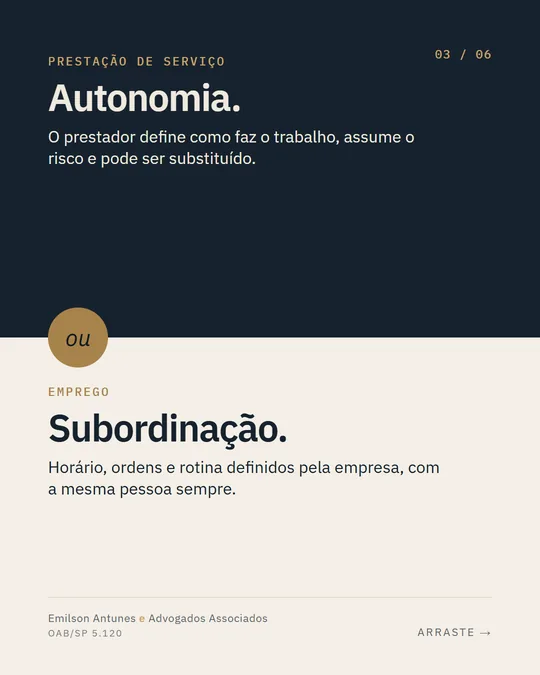 PRESTAÇÃO DE SERVIÇO
03 / 06
Autonomia.
O prestador define como faz o trabalho, assume o
risco e pode ser substituído.
ou
EMPREGO
Subordinação.
Horário, ordens e rotina definidos pela empresa, com
a mesma pessoa sempre.
Emilson Antunes e Advogados Associados
OAB/SP 5.120
ARRASTE →